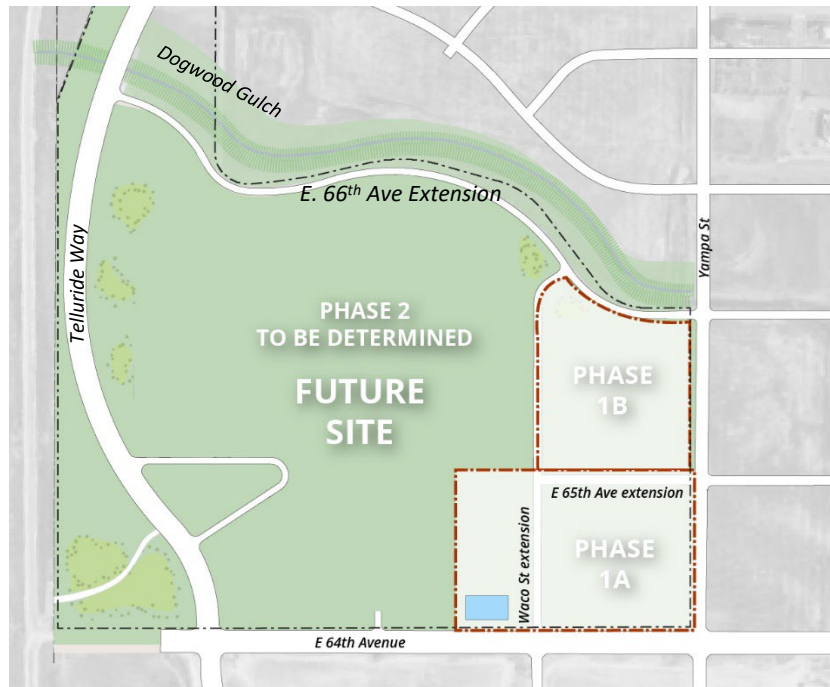 Dogwood Gulch
E. 66th Ave Extension
Telluride Way
Yampa St
PHASE 2
TO BE DETERMINED
FUTURE
SITE
PHASE
1B
E 65th Ave extension
Waco St extension
PHASE
1A
E 64th Avenue